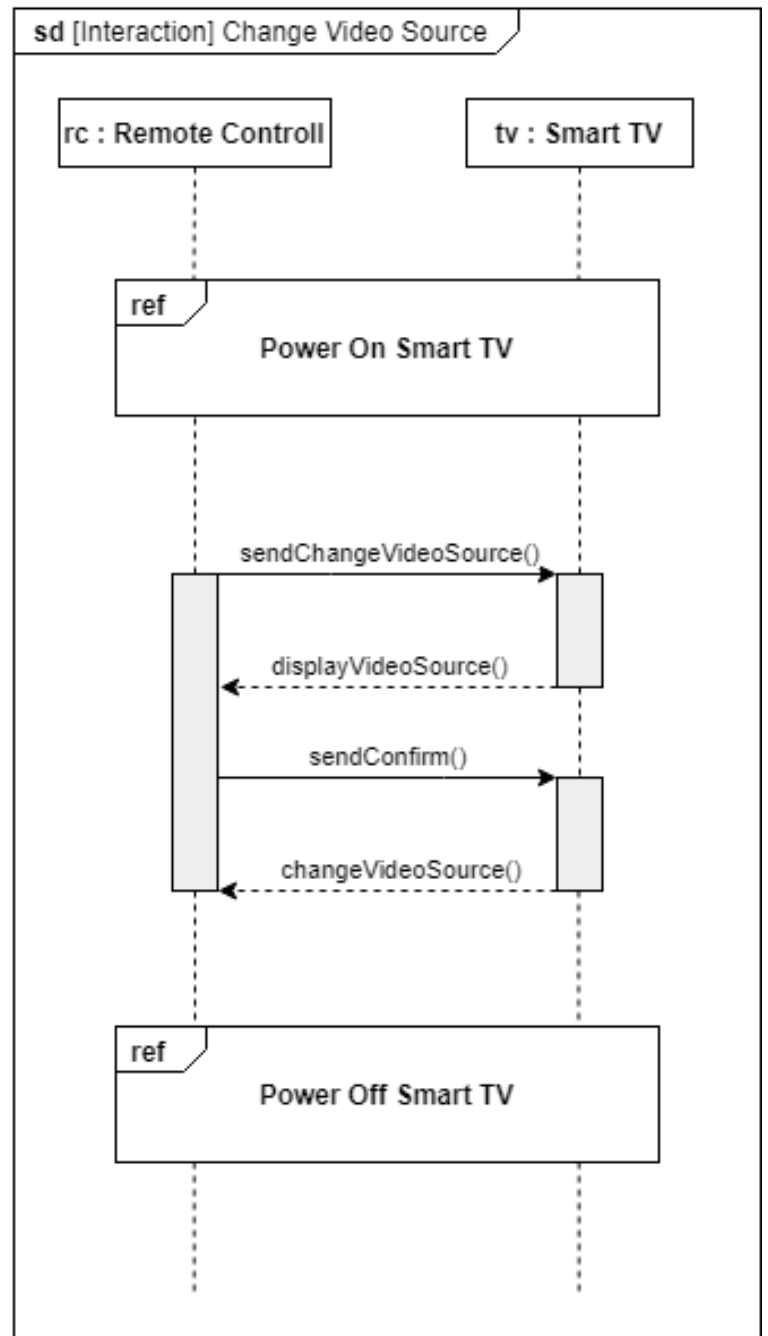 sd [Interaction] Change Video Source
rc : Remote Controll
tv : Smart TV
ref
Power On Smart TV
sendChangeVideoSource()
displayVideoSource()
sendConfirm()
changeVideoSource()
ref
Power Off Smart TV